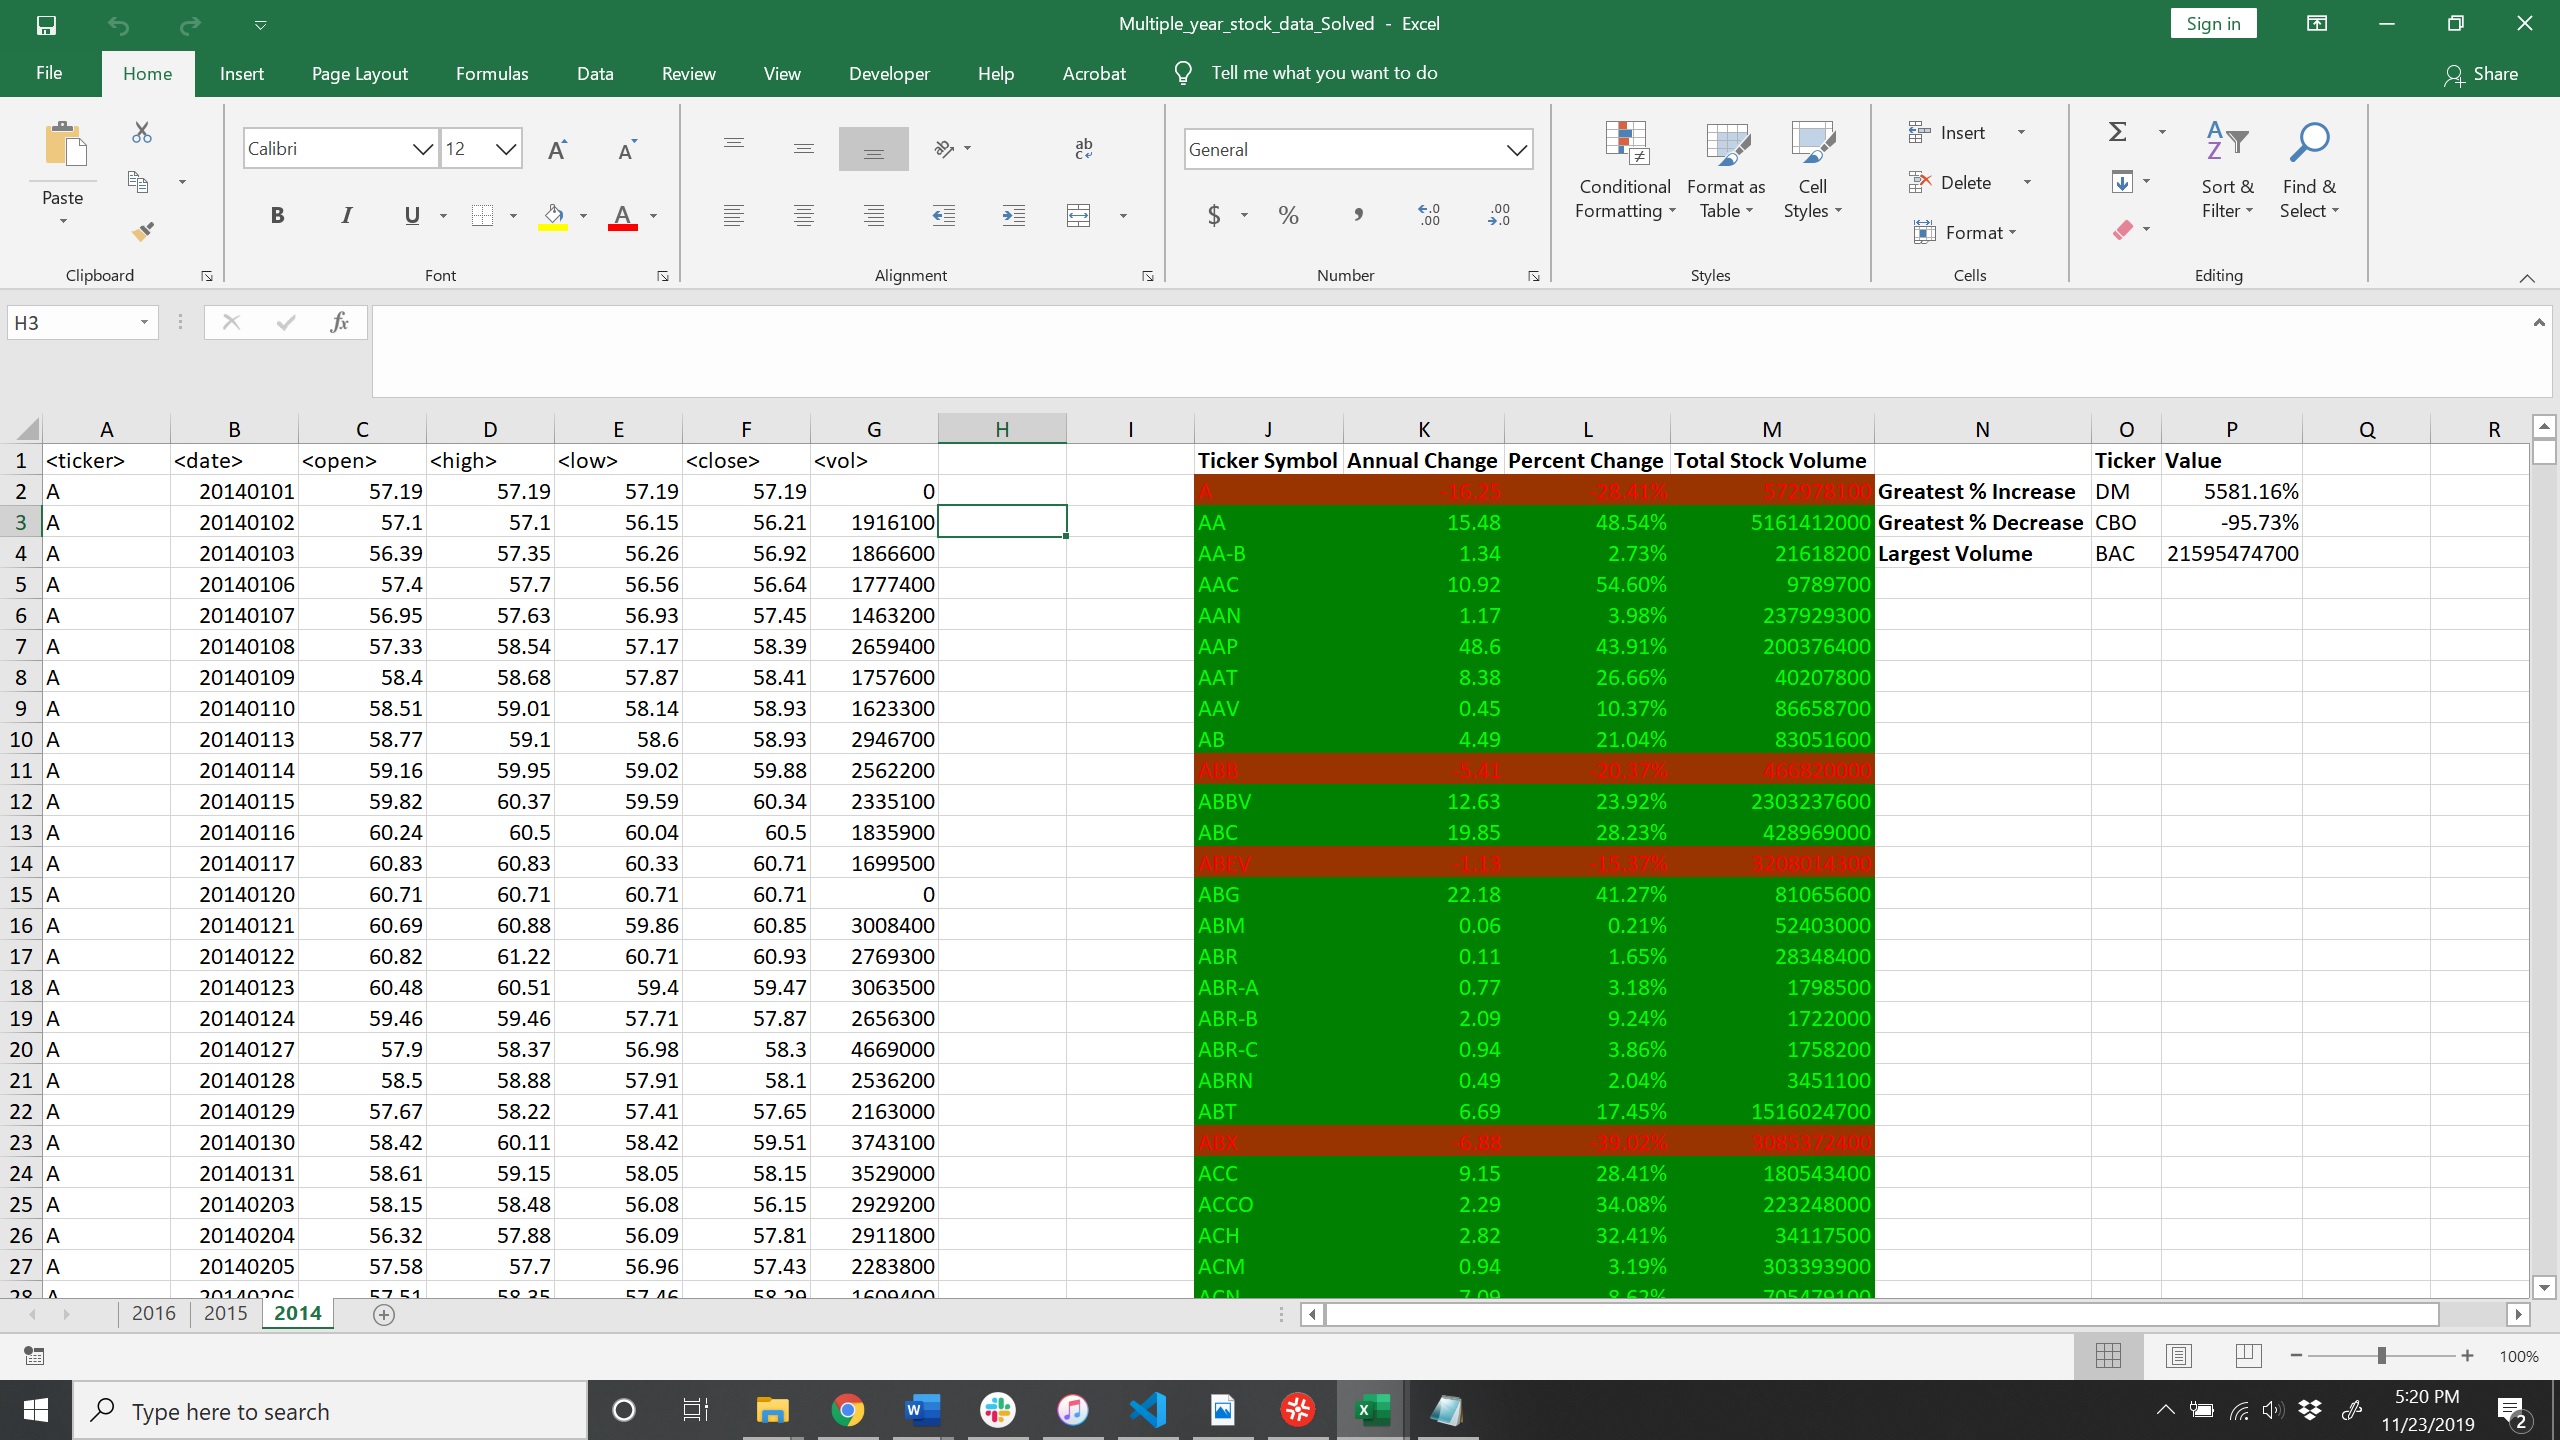 Multiple_year_stock_data_Solved - Excel
Sign in
File Home Insert Page Layout Formulas Data Review View Developer Help Acrobat Tell me what you want to do Share
Paste
Clipboard
Calibri 12
B I U A
Font
ab
Alignment
General
$ % , .0 .00 .00 .0
Number
Conditional Formatting
Format as Table
Cell Styles
Styles
Insert
Delete
Format
Cells
Sort & Filter
Find & Select
Editing
H3 fx
A B C D E F G H I J K L M N O P Q R
1 <ticker> <date> <open> <high> <low> <close> <vol> Ticker Symbol Annual Change Percent Change Total Stock Volume Ticker Value
2 A 20140101 57.19 57.19 57.19 57.19 0 A -16.25 -28.41% 572978100 Greatest % Increase DM 5581.16%
3 A 20140102 57.1 57.1 56.15 56.21 1916100 AA 15.48 48.54% 5161412000 Greatest % Decrease CBO -95.73%
4 A 20140103 56.39 57.35 56.26 56.92 1866600 AA-B 1.34 2.73% 21618200 Largest Volume BAC 21595474700
5 A 20140106 57.4 57.7 56.56 56.64 1777400 AAC 10.92 54.60% 9789700
6 A 20140107 56.95 57.63 56.93 57.45 1463200 AAN 1.17 3.98% 237929300
7 A 20140108 57.33 58.54 57.17 58.39 2659400 AAP 48.6 43.91% 200376400
8 A 20140109 58.4 58.68 57.87 58.41 1757600 AAT 8.38 26.66% 40207800
9 A 20140110 58.51 59.01 58.14 58.93 1623300 AAV 0.45 10.37% 86658700
10 A 20140113 58.77 59.1 58.6 58.93 2946700 AB 4.49 21.04% 83051600
11 A 20140114 59.16 59.95 59.02 59.88 2562200 ABB -5.41 -20.37% 466820000
12 A 20140115 59.82 60.37 59.59 60.34 2335100 ABBV 12.63 23.92% 2303237600
13 A 20140116 60.24 60.5 60.04 60.5 1835900 ABC 19.85 28.23% 428969000
14 A 20140117 60.83 60.83 60.33 60.71 1699500 ABEV -1.13 -15.37% 3208014300
15 A 20140120 60.71 60.71 60.71 60.71 0 ABG 22.18 41.27% 81065600
16 A 20140121 60.69 60.88 59.86 60.85 3008400 ABM 0.06 0.21% 52403000
17 A 20140122 60.82 61.22 60.71 60.93 2769300 ABR 0.11 1.65% 28348400
18 A 20140123 60.48 60.51 59.4 59.47 3063500 ABR-A 0.77 3.18% 1798500
19 A 20140124 59.46 59.46 57.71 57.87 2656300 ABR-B 2.09 9.24% 1722000
20 A 20140127 57.9 58.37 56.98 58.3 4669000 ABR-C 0.94 3.86% 1758200
21 A 20140128 58.5 58.88 57.91 58.1 2536200 ABRN 0.49 2.04% 3451100
22 A 20140129 57.67 58.22 57.41 57.65 2163000 ABT 6.69 17.45% 1516024700
23 A 20140130 58.42 60.11 58.42 59.51 3743100 ABX -6.88 -39.02% 3085372400
24 A 20140131 58.61 59.15 58.05 58.15 3529000 ACC 9.15 28.41% 180543400
25 A 20140203 58.15 58.48 56.08 56.15 2929200 ACCO 2.29 34.08% 223248000
26 A 20140204 56.32 57.88 56.09 57.81 2911800 ACH 2.82 32.41% 34117500
27 A 20140205 57.58 57.7 56.96 57.43 2283800 ACM 0.94 3.19% 303393900
28 A 20140206 57.51 58.35 57.46 58.29 1609400 ACN 7.09 8.62% 705479100
2016 2015 2014
100%
Type here to search
5:20 PM
11/23/2019
2